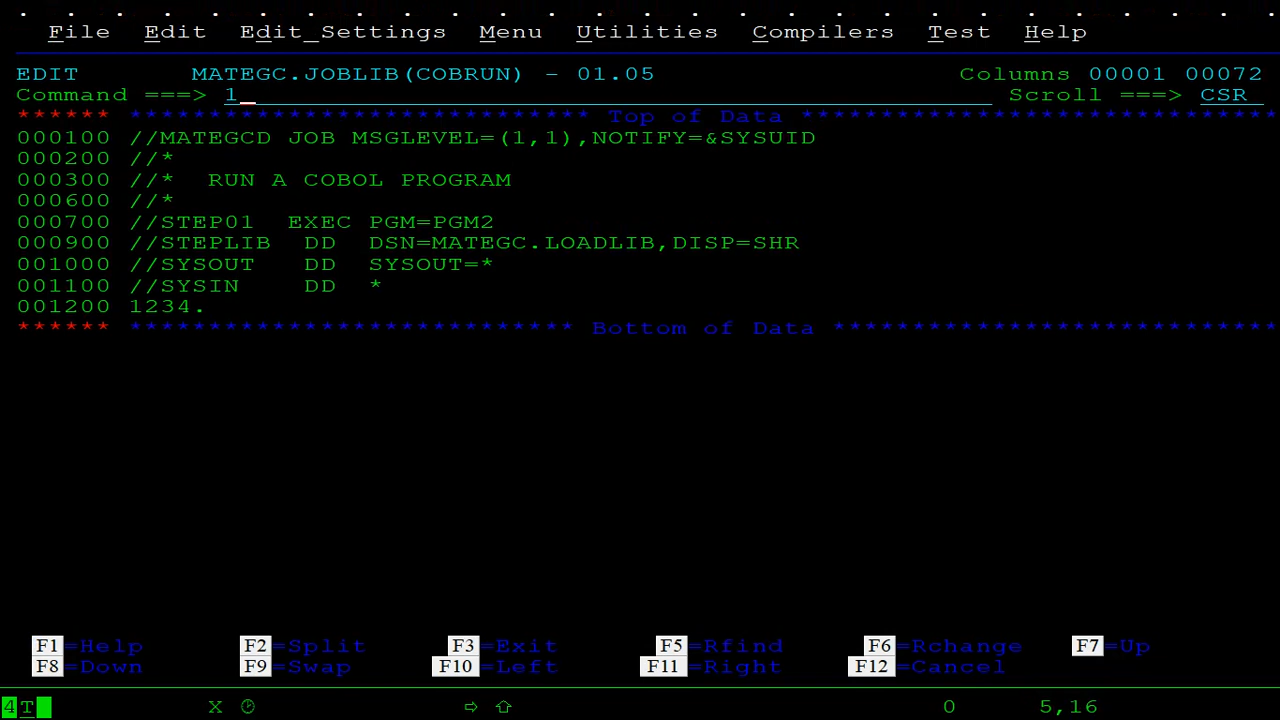 File Edit Edit_Settings Menu Utilities Compilers Test Help
EDIT MATEGC.JOBLIB(COBRUN) - 01.05 Columns 00001 00072
Command ===> 1_ Scroll ===> CSR
****** ***************************** Top of Data ******************************
000100 //MATEGCD JOB MSGLEVEL=(1,1),NOTIFY=&SYSUID
000200 //*
000300 //* RUN A COBOL PROGRAM
000600 //*
000700 //STEP01 EXEC PGM=PGM2
000900 //STEPLIB DD DSN=MATEGC.LOADLIB,DISP=SHR
001000 //SYSOUT DD SYSOUT=*
001100 //SYSIN DD *
001200 1234.
****** **************************** Bottom of Data ****************************
F1=Help F2=Split F3=Exit F5=Rfind F6=Rchange F7=Up
F8=Down F9=Swap F10=Left F11=Right F12=Cancel
4T X 0 5,16